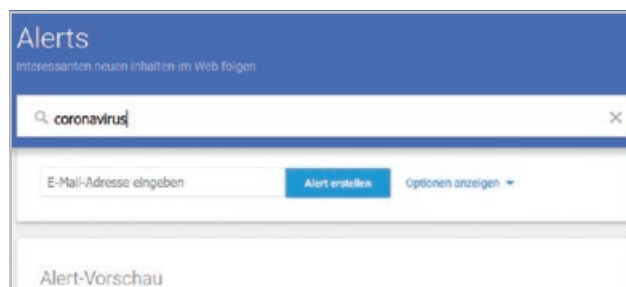 Alerts
Interessanten neuen Inhalten im Web folgen
coronavirus
E-Mail-Adresse eingeben
Alert erstellen
Optionen anzeigen
Alert-Vorschau